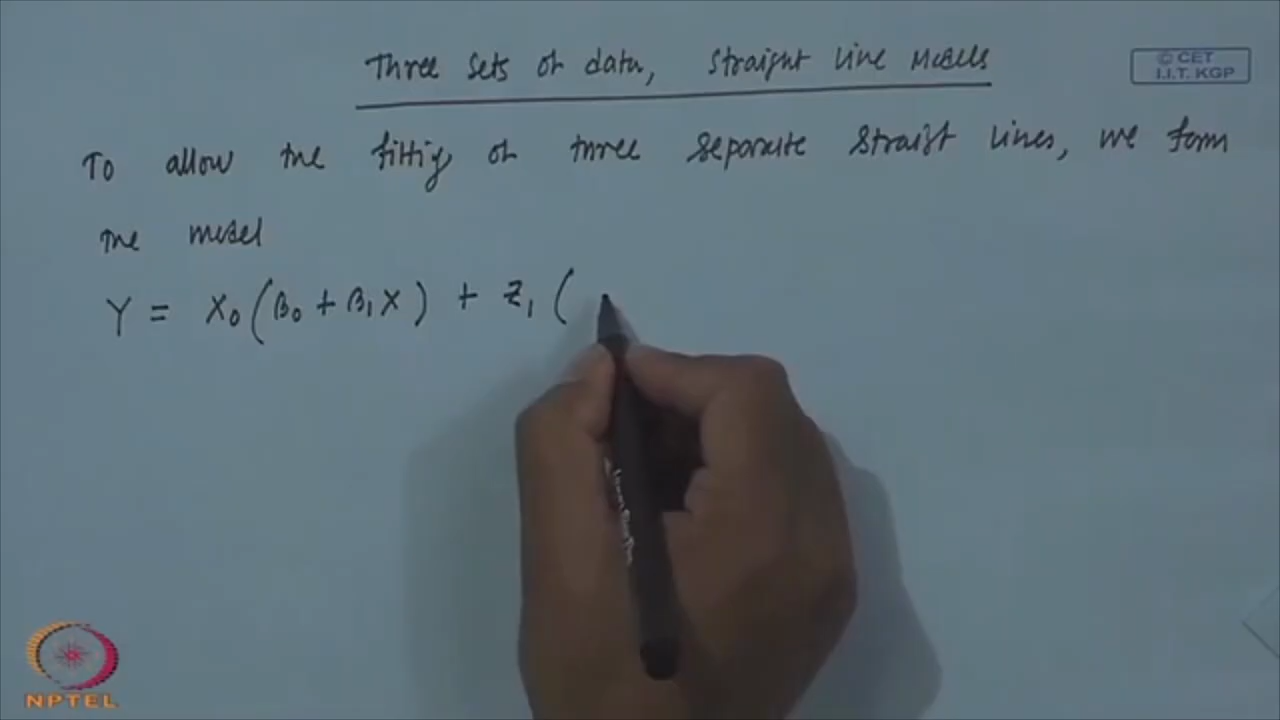 Three sets of data, straight line models
© CET
I.I.T. KGP
To allow the fitting of three separate straight lines, we form
the model
Y = X₀(β₀ + β₁X) + Z₁(
NPTEL